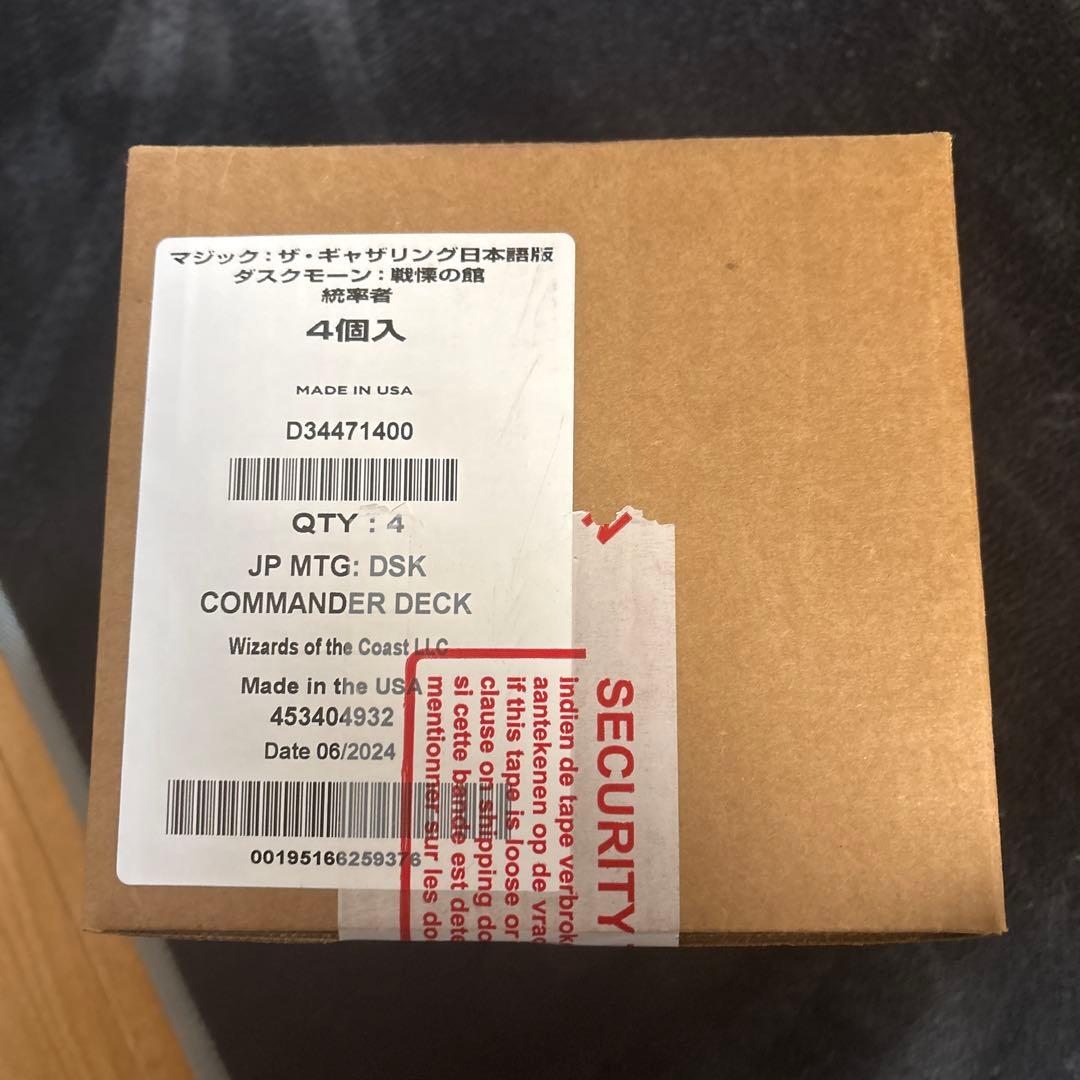 マジック：ザ・ギャザリング日本語版
ダスクモーン：戦慄の館
統率者
4個入
MADE IN USA
D34471400
QTY : 4
JP MTG: DSK
COMMANDER DECK
Wizards of the Coast LLC
Made in the USA
453404932
Date 06/2024
00195166259376
SECURITY
indien de tape verbrok
aantekenen op de vrac
if this tape is loose or
clause on shipping do
si cette bande est dete
mentionner sur les do